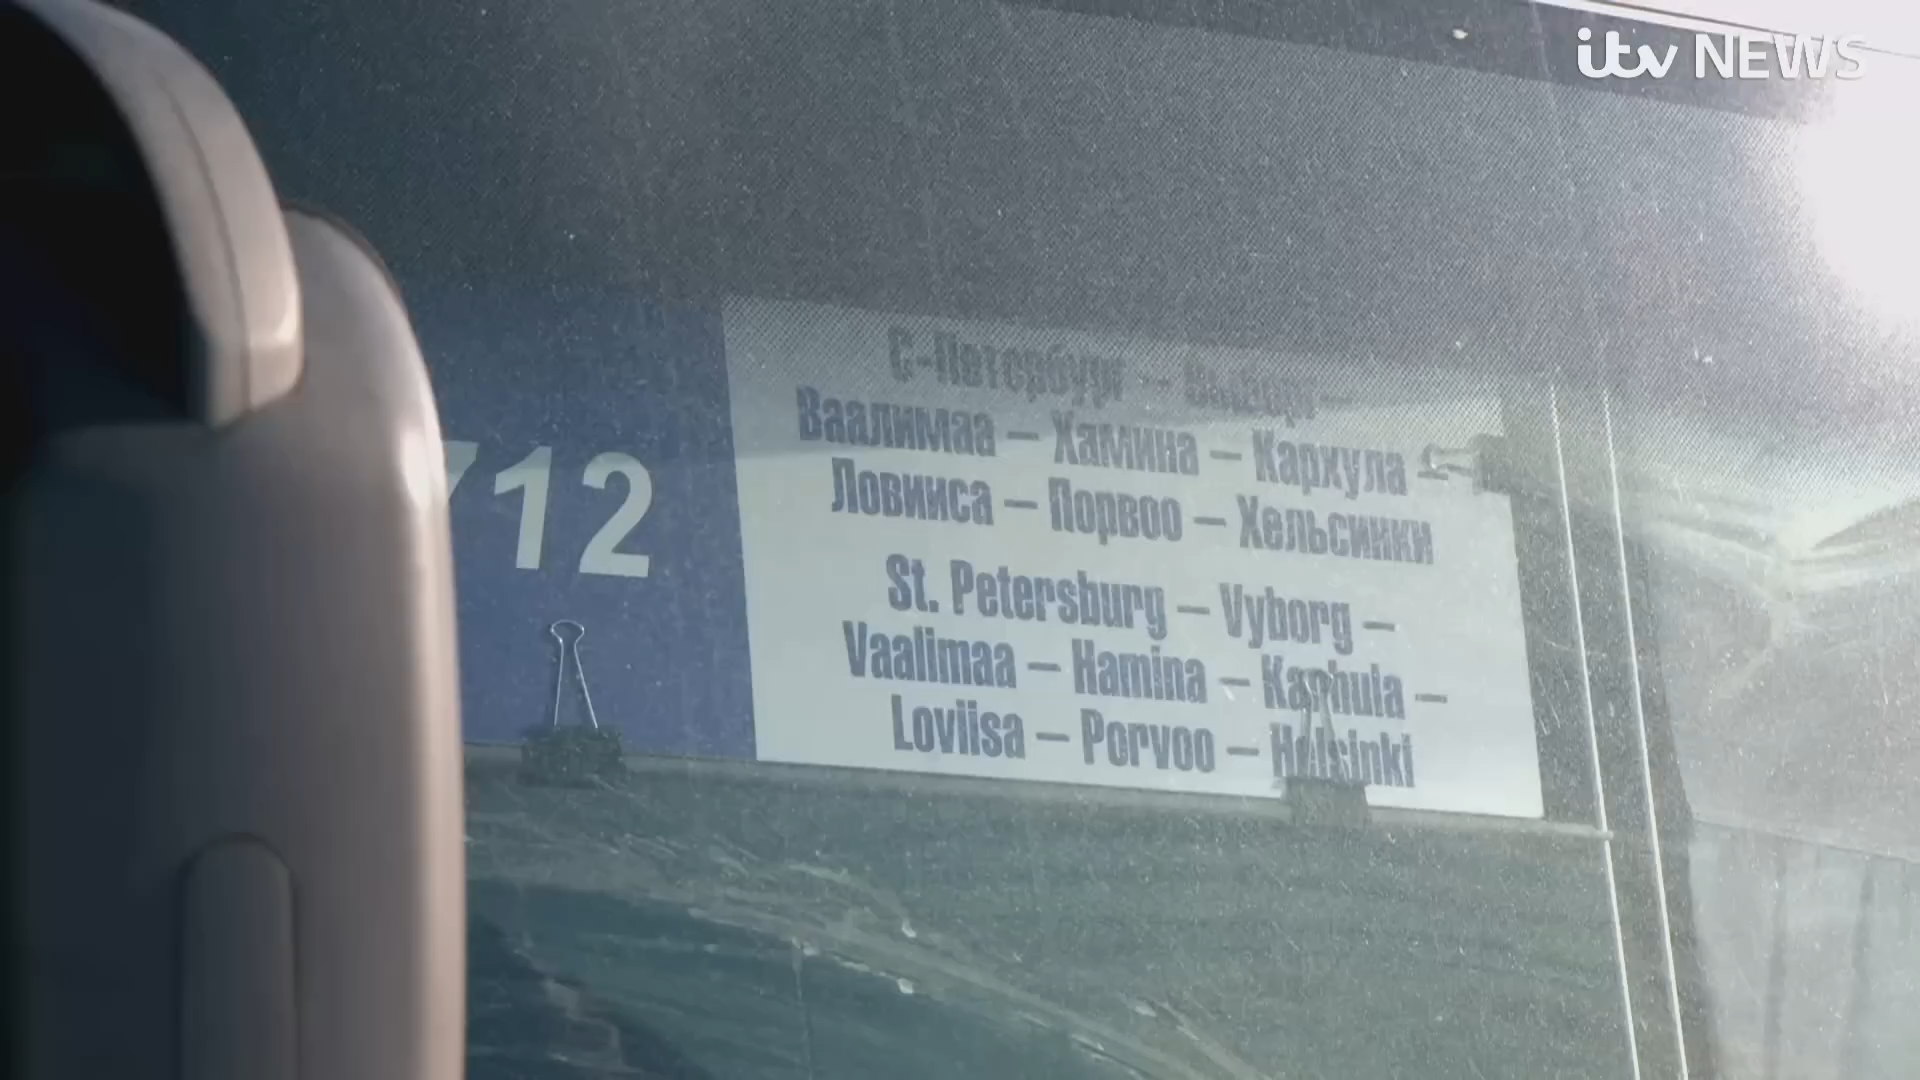 itv NEWS
С-Петербург – Выборг –
Ваалимаа – Хамина – Кархула –
Ловииса – Порвоо – Хельсинки
712
St. Petersburg – Vyborg –
Vaalimaa – Hamina – Karhula –
Loviisa – Porvoo – Helsinki